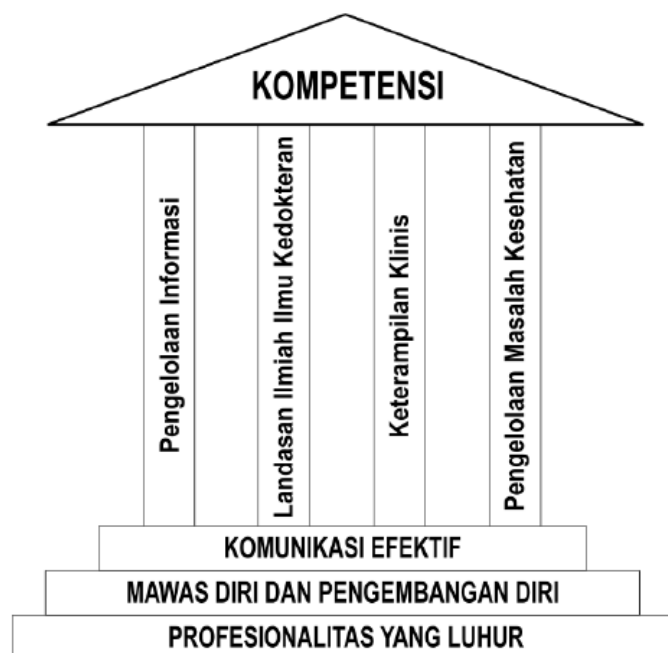 KOMPETENSI
Pengelolaan Informasi
Landasan Ilmiah Ilmu Kedokteran
Keterampilan Klinis
Pengelolaan Masalah Kesehatan
KOMUNIKASI EFEKTIF
MAWAS DIRI DAN PENGEMBANGAN DIRI
PROFESIONALITAS YANG LUHUR